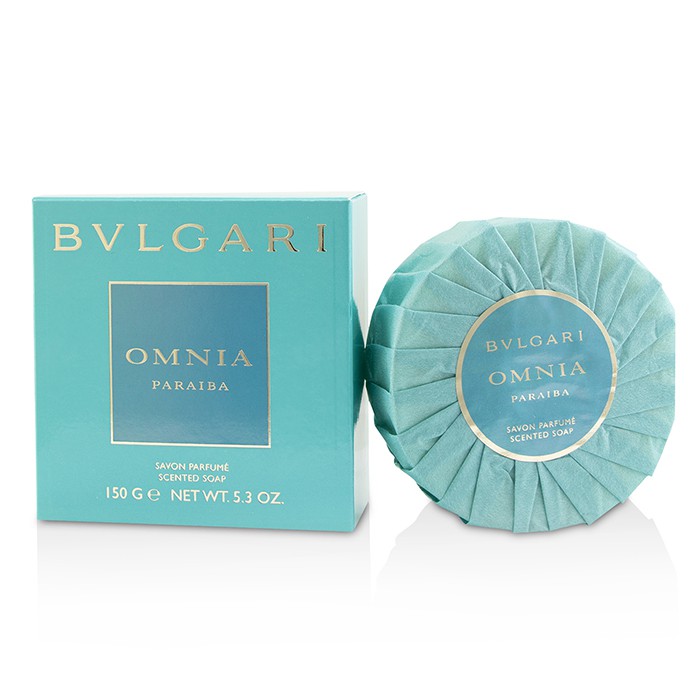 BVLGARI
OMNIA
PARAIBA
SAVON PARFUMÉ
SCENTED SOAP
150 G ℮ NET WT. 5.3 OZ.
BVLGARI
OMNIA
PARAIBA
SAVON PARFUMÉ
SCENTED SOAP